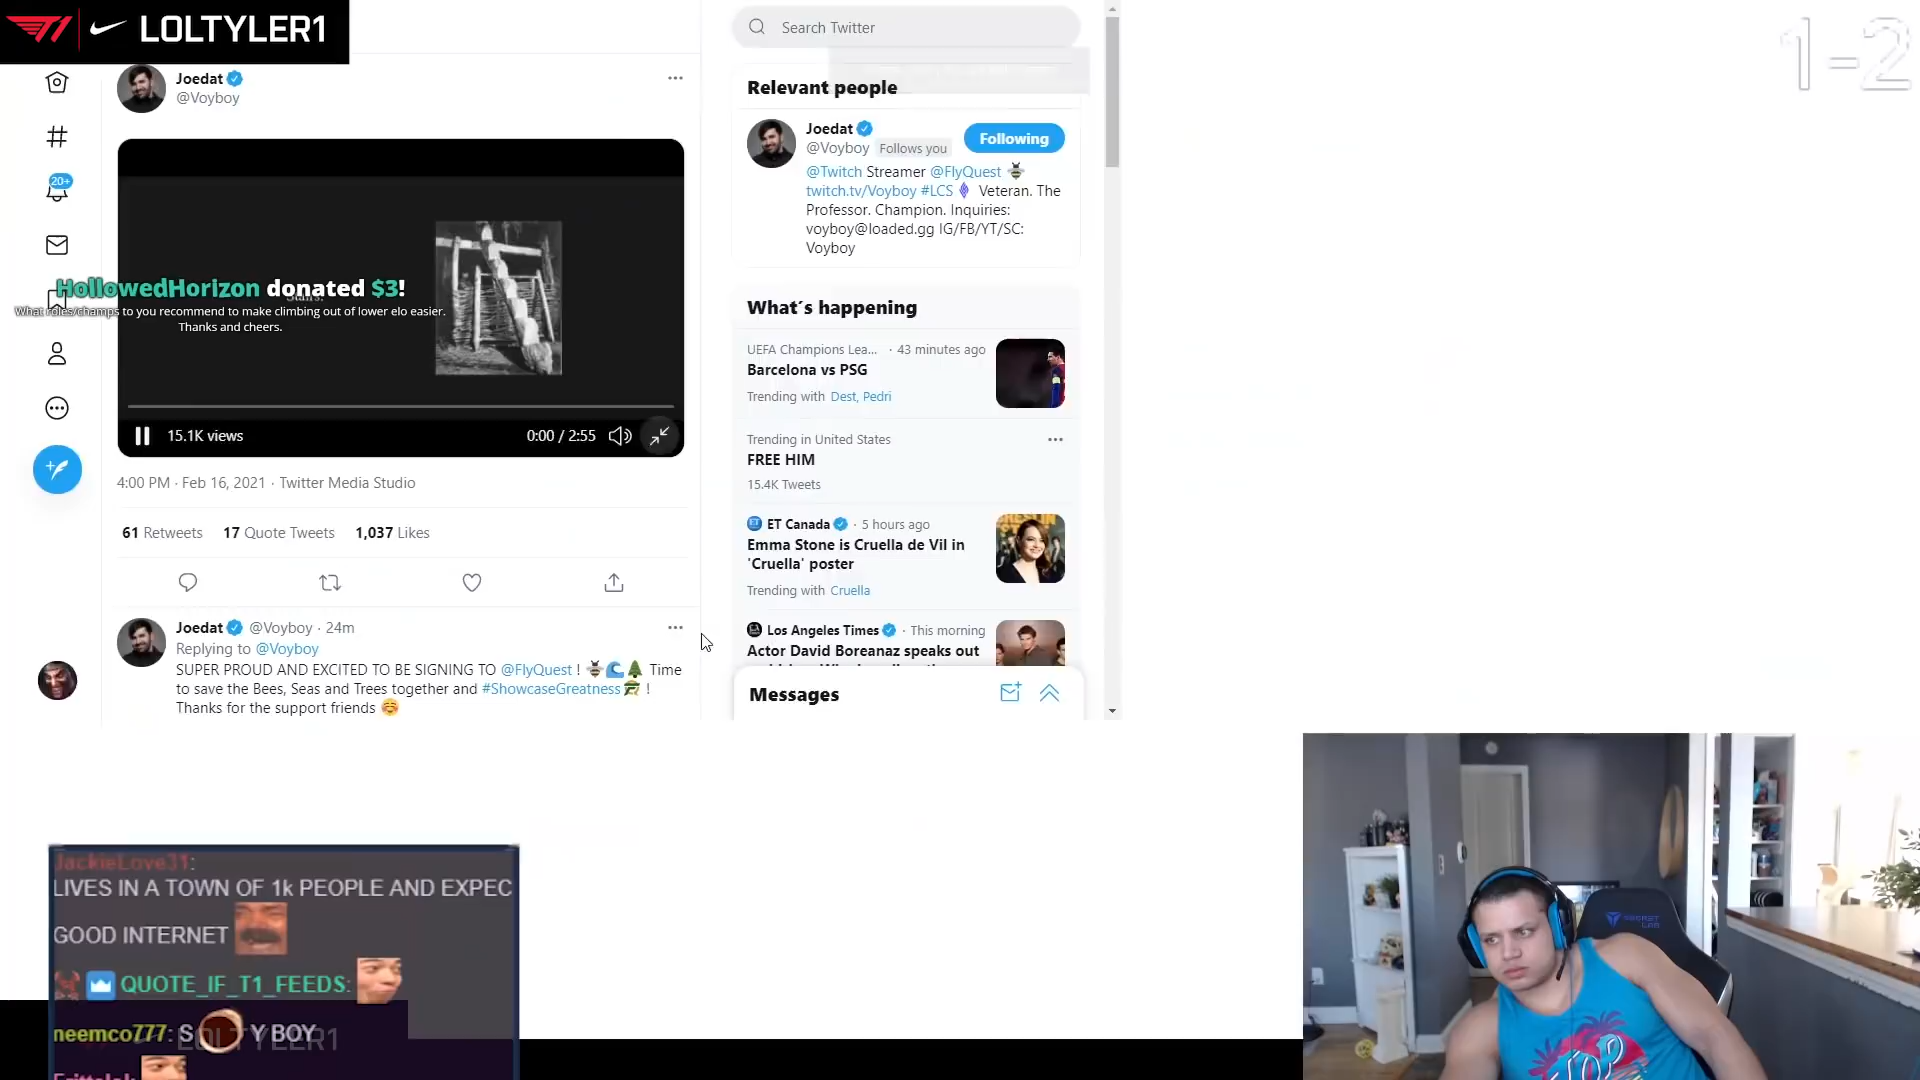 LOLTYLER1
1-2
Joedat
@Voyboy
HollowedHorizon donated $3!
What roles/champs to you recommend to make climbing out of lower elo easier.
Thanks and cheers.
20+
15.1K views
0:00 / 2:55
4:00 PM · Feb 16, 2021 · Twitter Media Studio
61 Retweets 17 Quote Tweets 1,037 Likes
Joedat @Voyboy · 24m
Replying to @Voyboy
SUPER PROUD AND EXCITED TO BE SIGNING TO @FlyQuest ! Time
to save the Bees, Seas and Trees together and #ShowcaseGreatness !
Thanks for the support friends
Search Twitter
Relevant people
Joedat
@Voyboy Follows you
Following
@Twitch Streamer @FlyQuest
twitch.tv/Voyboy #LCS Veteran. The
Professor. Champion. Inquiries:
voyboy@loaded.gg IG/FB/YT/SC:
Voyboy
What's happening
UEFA Champions Lea... · 43 minutes ago
Barcelona vs PSG
Trending with Dest, Pedri
Trending in United States
FREE HIM
15.4K Tweets
ET Canada · 5 hours ago
Emma Stone is Cruella de Vil in
'Cruella' poster
Trending with Cruella
Los Angeles Times · This morning
Actor David Boreanaz speaks out
Messages
JackieLove31:
LIVES IN A TOWN OF 1k PEOPLE AND EXPEC
GOOD INTERNET
QUOTE_IF_T1_FEEDS:
neemco777: S Y BOY
LOLTYLER1
SECRET
LAB